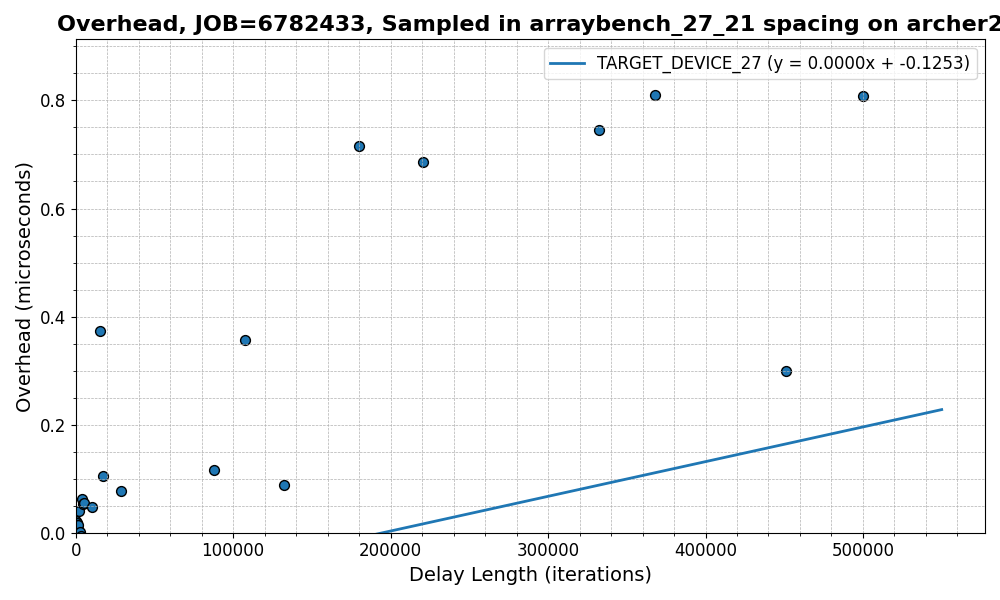 Overhead, JOB=6782433, Sampled in arraybench_27_21 spacing on archer2
TARGET_DEVICE_27 (y = 0.0000x + -0.1253)
Overhead (microseconds)
0.8
0.6
0.4
0.2
0.0
0 100000 200000 300000 400000 500000
Delay Length (iterations)